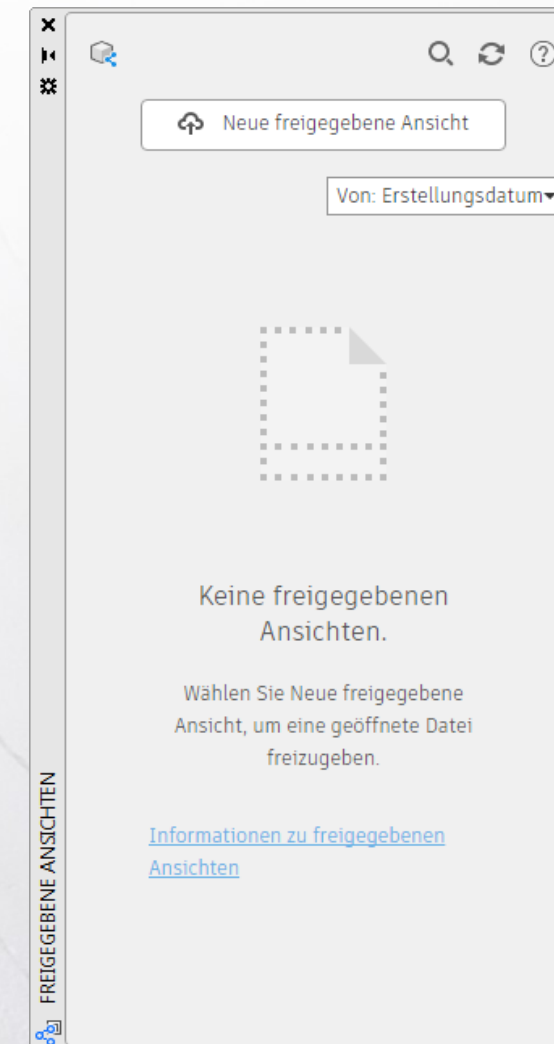 Neue freigegebene Ansicht
Von: Erstellungsdatum
Keine freigegebenen
Ansichten.
Wählen Sie Neue freigegebene
Ansicht, um eine geöffnete Datei
freizugeben.
Informationen zu freigegebenen
Ansichten
FREIGEGEBENE ANSICHTEN